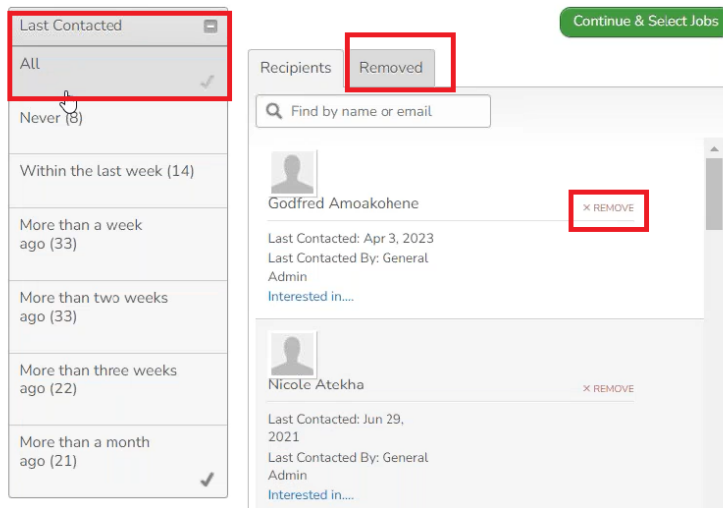 Last Contacted
All
Never (8)
Within the last week (14)
More than a week
ago (33)
More than two weeks
ago (33)
More than three weeks
ago (22)
More than a month
ago (21)
Continue & Select Jobs
Recipients
Removed
Find by name or email
Godfred Amoakohene
× REMOVE
Last Contacted: Apr 3, 2023
Last Contacted By: General
Admin
Interested in....
Nicole Atekha
× REMOVE
Last Contacted: Jun 29,
2021
Last Contacted By: General
Admin
Interested in....